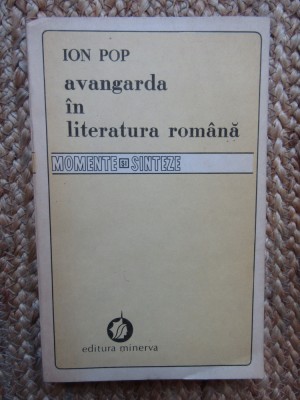 ION POP
avangarda
în
literatura română
MOMENTE ȘI SINTEZE
editura minerva